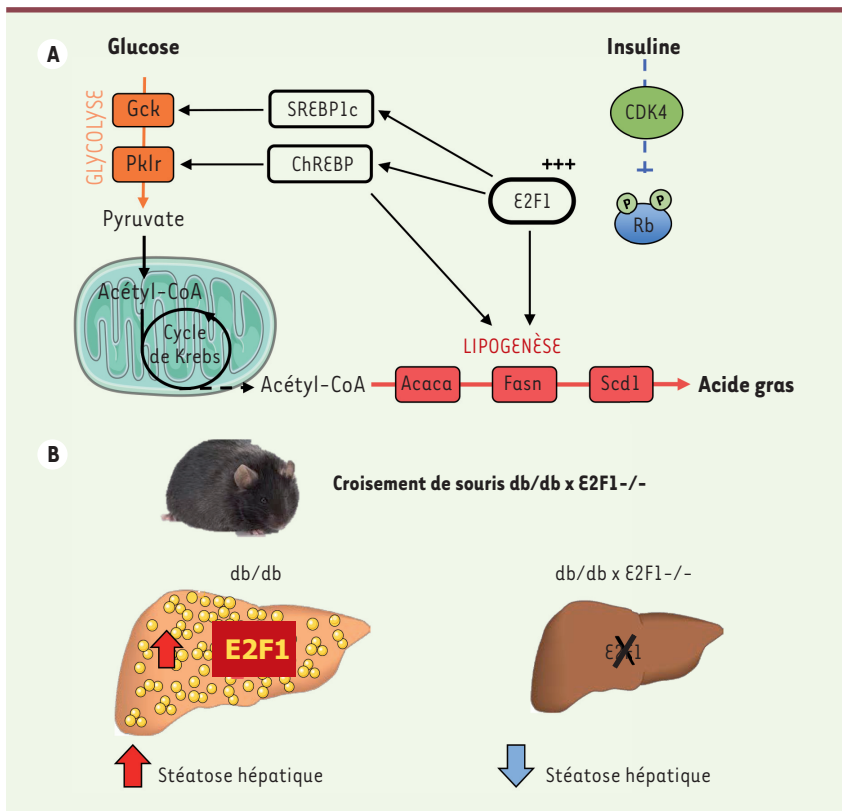 A
Glucose
Insuline
GLYCOLYSE
Gck
SREBP1c
CDK4
Pklr
ChREBP
+++
E2F1
P P
Rb
Pyruvate
Acétyl-CoA
Cycle
de Krebs
LIPOGENÈSE
Acétyl-CoA
Acaca
Fasn
Scd1
Acide gras
B
Croisement de souris db/db x E2F1-/-
db/db
db/db x E2F1-/-
E2F1
E2F1
Stéatose hépatique
Stéatose hépatique